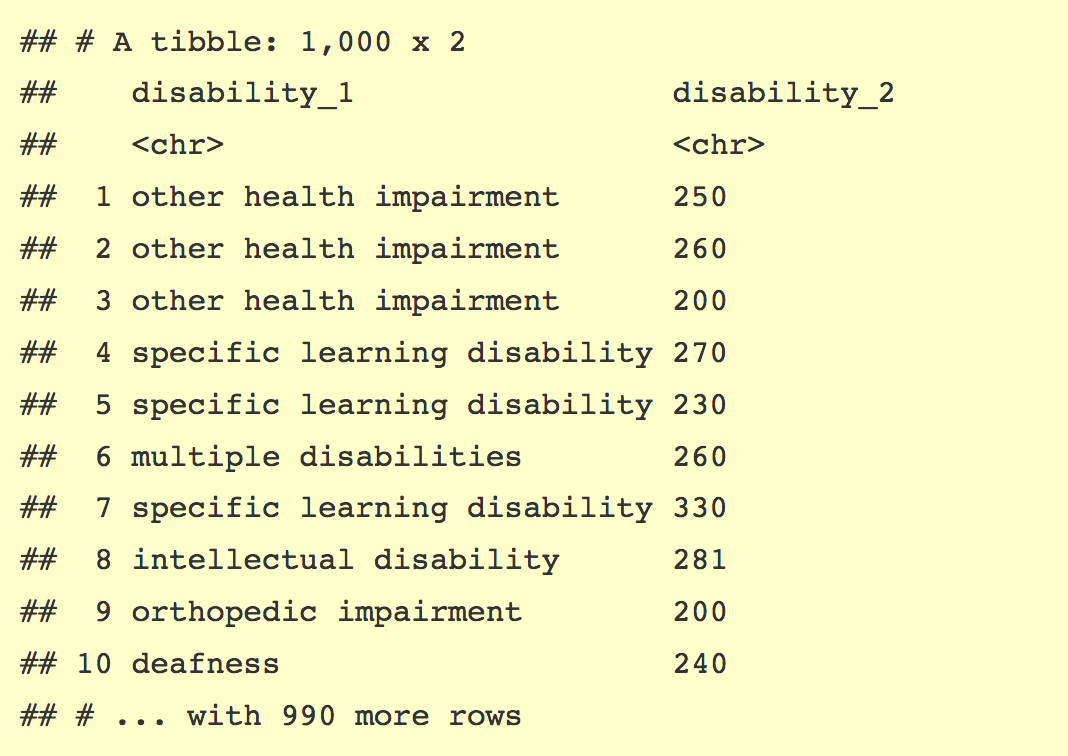 ## # A tibble: 1,000 x 2
##    disability_1                 disability_2
##    <chr>                        <chr>
##  1 other health impairment      250
##  2 other health impairment      260
##  3 other health impairment      200
##  4 specific learning disability 270
##  5 specific learning disability 230
##  6 multiple disabilities        260
##  7 specific learning disability 330
##  8 intellectual disability      281
##  9 orthopedic impairment        200
## 10 deafness                     240
## # ... with 990 more rows